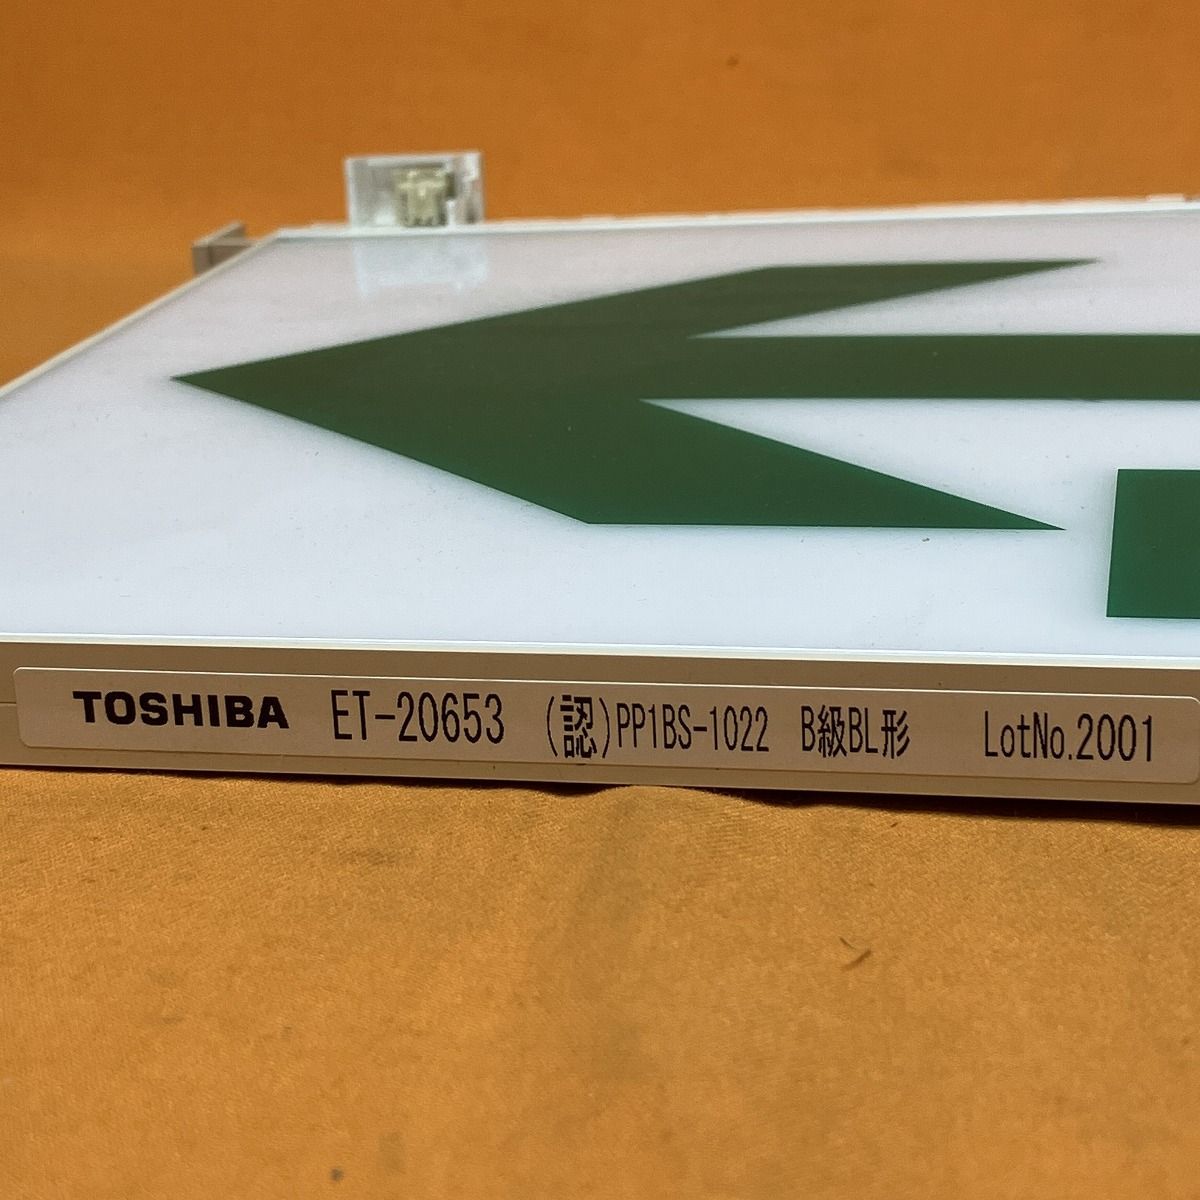 TOSHIBA ET-20653 (認)PP1BS-1022 B級BL形 LotNo.2001